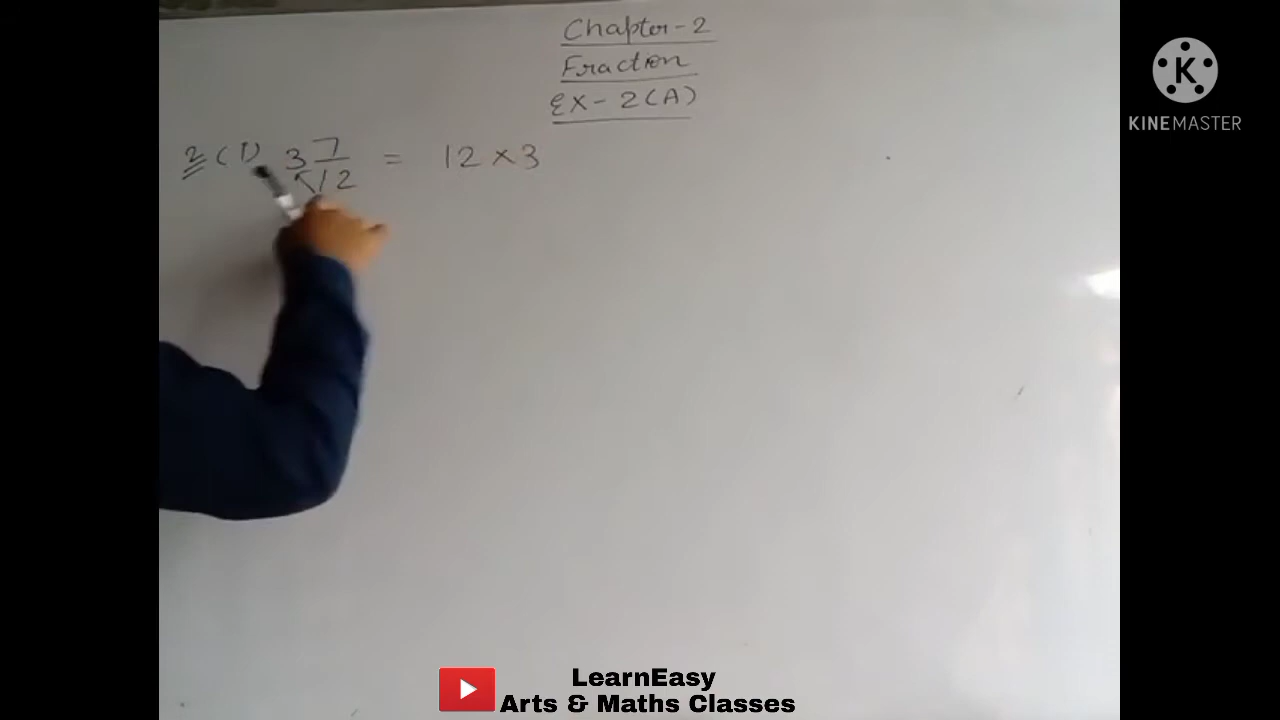 Chapter-2
Fraction
Ex-2(A)
2 (1) 3 7/12 = 12 × 3
KINEMASTER
LearnEasy
Arts & Maths Classes